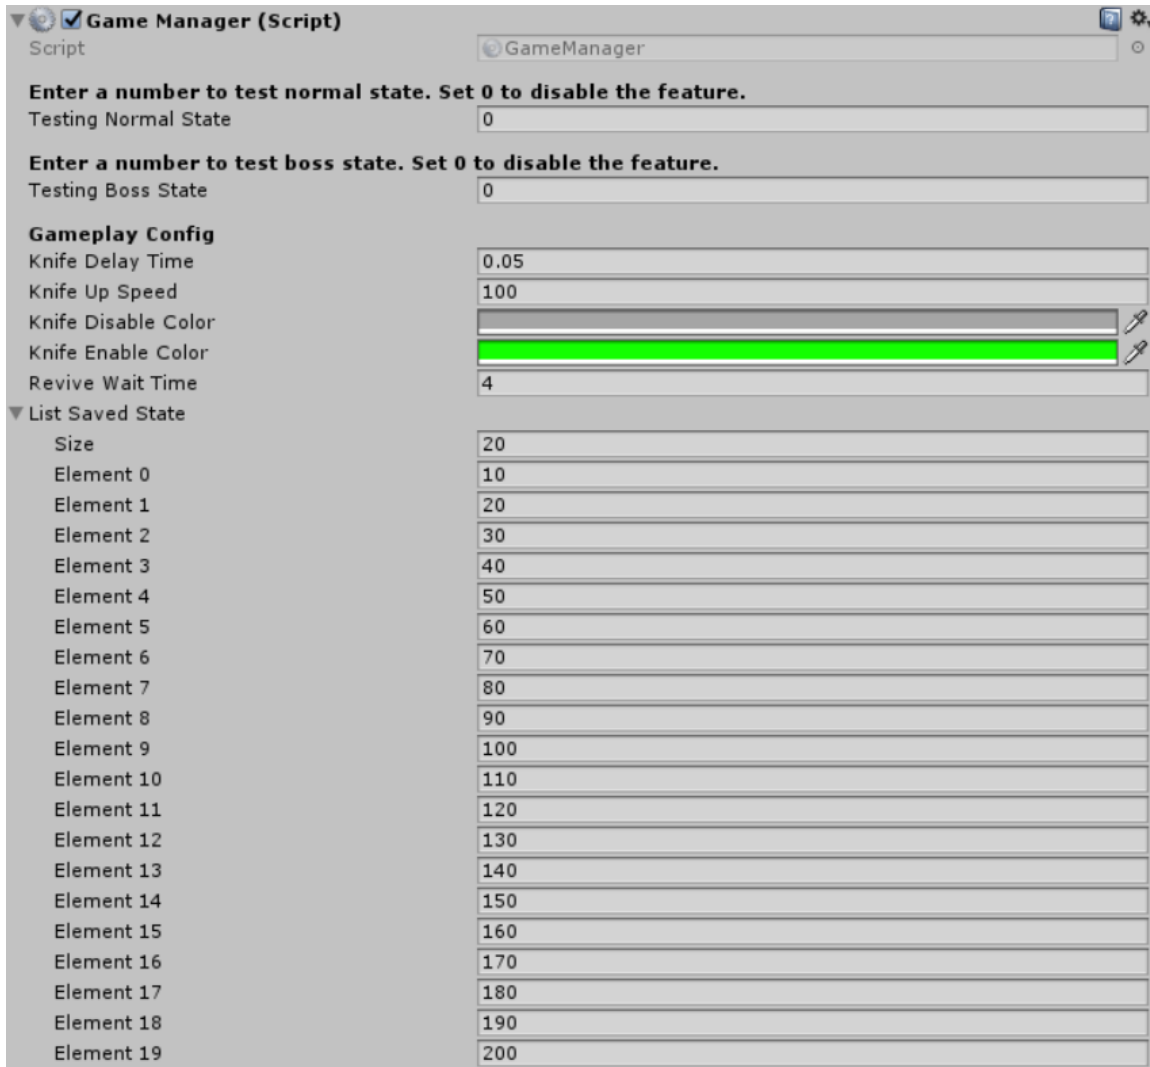 Game Manager (Script)
Script GameManager
Enter a number to test normal state. Set 0 to disable the feature.
Testing Normal State 0
Enter a number to test boss state. Set 0 to disable the feature.
Testing Boss State 0
Gameplay Config
Knife Delay Time 0.05
Knife Up Speed 100
Knife Disable Color
Knife Enable Color
Revive Wait Time 4
List Saved State
Size 20
Element 0 10
Element 1 20
Element 2 30
Element 3 40
Element 4 50
Element 5 60
Element 6 70
Element 7 80
Element 8 90
Element 9 100
Element 10 110
Element 11 120
Element 12 130
Element 13 140
Element 14 150
Element 15 160
Element 16 170
Element 17 180
Element 18 190
Element 19 200